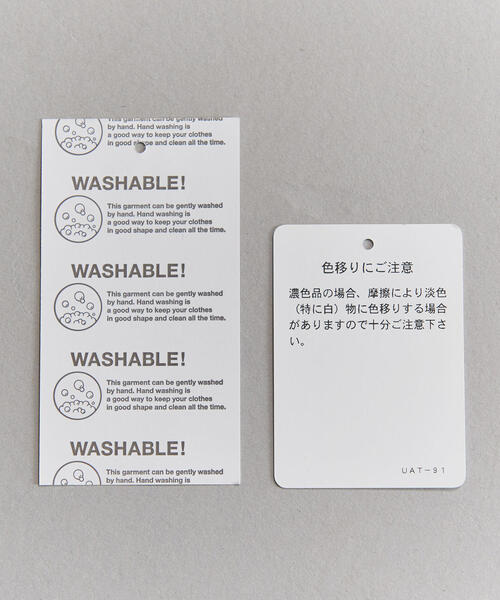 This garment can be gently washed
by hand. Hand washing is
a good way to keep your clothes
in good shape and clean all the time.
WASHABLE!
This garment can be gently washed
by hand. Hand washing is
a good way to keep your clothes
in good shape and clean all the time.
WASHABLE!
This garment can be gently washed
by hand. Hand washing is
a good way to keep your clothes
in good shape and clean all the time.
WASHABLE!
This garment can be gently washed
by hand. Hand washing is
a good way to keep your clothes
in good shape and clean all the time.
WASHABLE!
This garment can be gently washed
by hand. Hand washing is
色移りにご注意
濃色品の場合、摩擦により淡色
（特に白）物に色移りする場合
がありますので十分ご注意下さ
い。
UAT－91